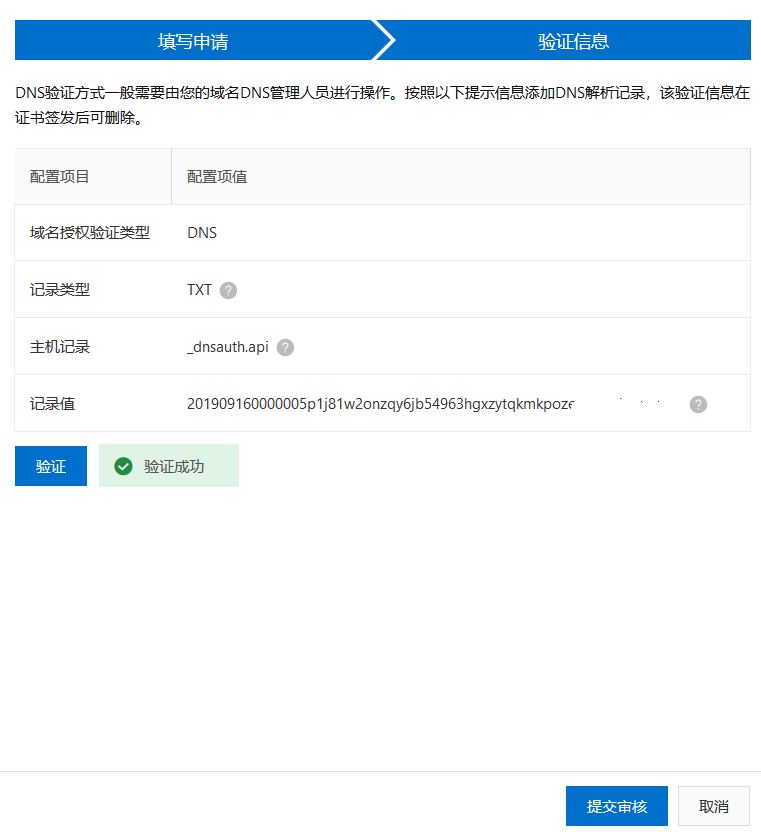 填写申请
验证信息
DNS验证方式一般需要由您的域名DNS管理人员进行操作。按照以下提示信息添加DNS解析记录，该验证信息在
证书签发后可删除。
配置项目 配置项值
域名授权验证类型 DNS
记录类型 TXT ?
主机记录 _dnsauth.api ?
记录值 201909160000005p1j81w2onzqy6jb54963hgxzytqkmkpoz ?
验证 验证成功
提交审核 取消